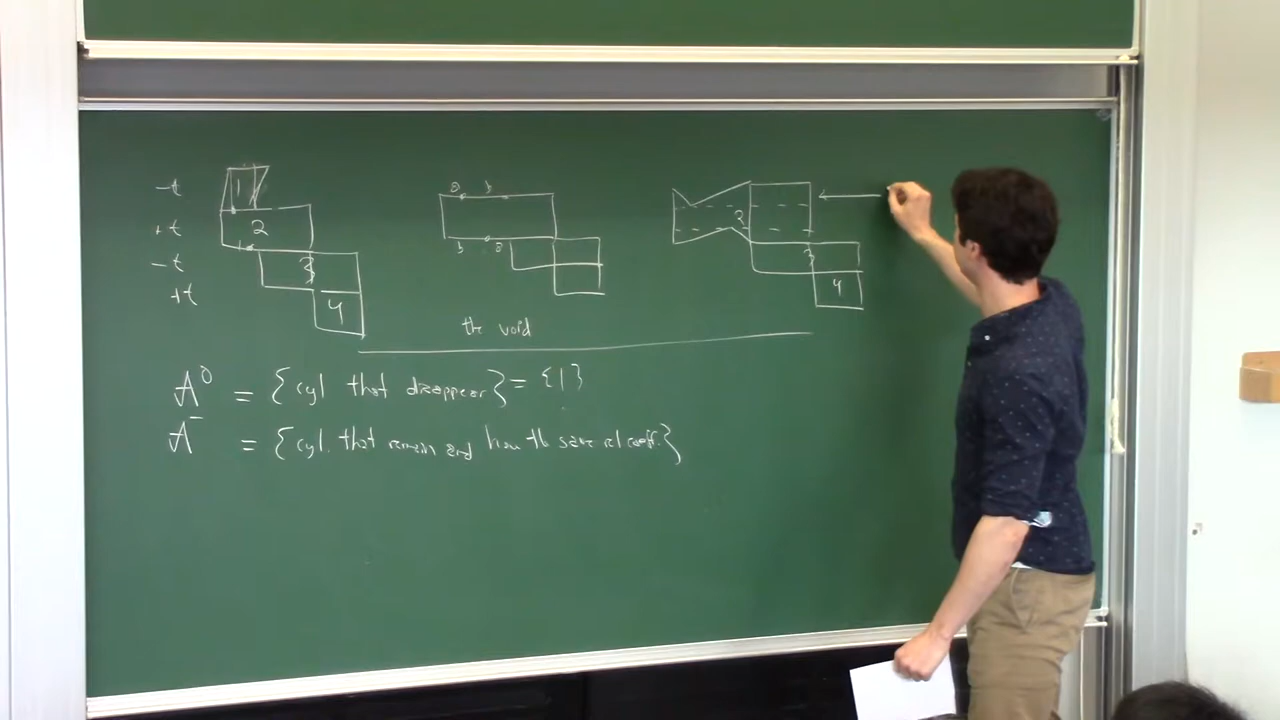 -t
+t
-t
+t
1
2
3
4
the void
2
3
4
A⁰ = {cyl that disappear} = {1}
A⁻ = {cyl. that remain and have the same rel coeff.}